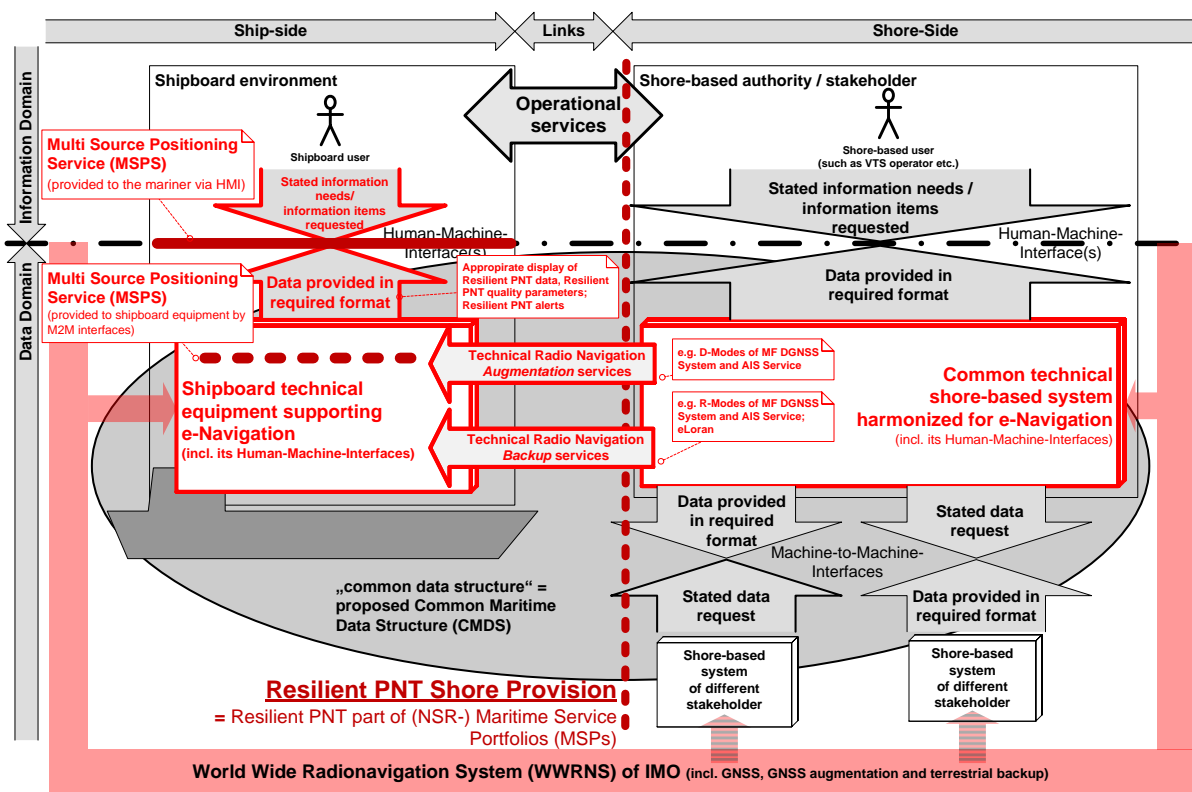 Ship-side
Links
Shore-Side
Information Domain
Data Domain
Shipboard environment
Shore-based authority / stakeholder
Operational
services
Shipboard user
Shore-based user
(such as VTS operator etc.)
Multi Source Positioning
Service (MSPS)
(provided to the mariner via HMI)
Stated information
needs/
information items
requested
Stated information needs /
information items
requested
Human-Machine-
Interface(s)
Human-Machine-
Interface(s)
Multi Source Positioning
Service (MSPS)
(provided to shipboard equipment by
M2M interfaces)
Data provided in
required format
Appropirate display of
Resilient PNT data, Resilient
PNT quality parameters;
Resilient PNT alerts
Data provided in
required format
Shipboard technical
equipment supporting
e-Navigation
(incl. its Human-Machine-Interfaces)
Technical Radio Navigation
Augmentation services
e.g. D-Modes of MF DGNSS
System and AIS Service
Technical Radio Navigation
Backup services
e.g. R-Modes of MF DGNSS
System and AIS Service;
eLoran
Common technical
shore-based system
harmonized for e-Navigation
(incl. its Human-Machine-Interfaces)
Data provided
in required
format
Stated data
request
Machine-to-Machine-
Interfaces
Stated data
request
Data provided in
required format
„common data structure“ =
proposed Common Maritime
Data Structure (CMDS)
Shore-based
system
of different
stakeholder
Shore-based
system
of different
stakeholder
Resilient PNT Shore Provision
= Resilient PNT part of (NSR-) Maritime Service
Portfolios (MSPs)
World Wide Radionavigation System (WWRNS) of IMO (incl. GNSS, GNSS augmentation and terrestrial backup)